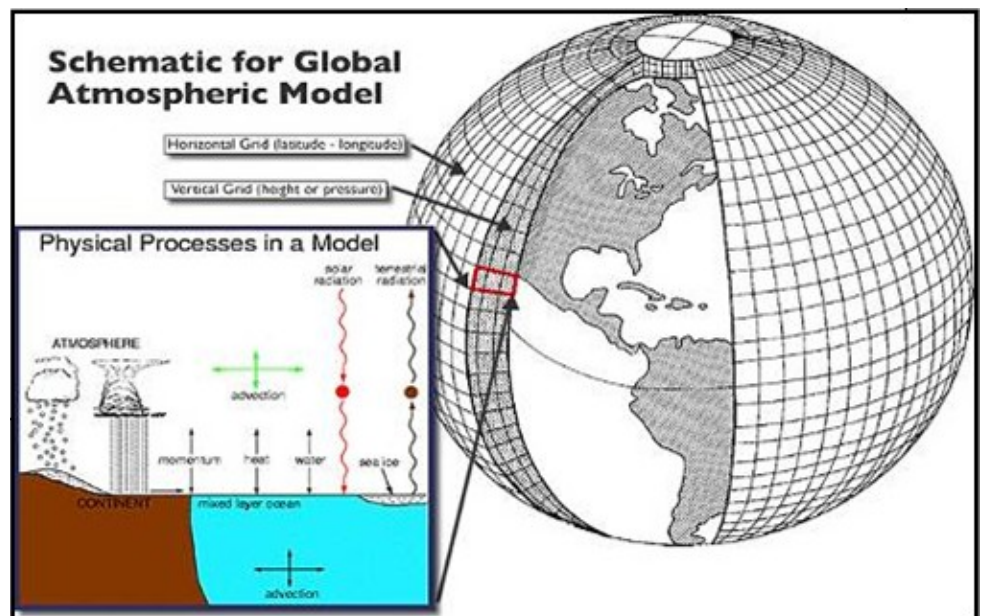 Schematic for Global
Atmospheric Model
Horizontal Grid (latitude - longitude)
Vertical Grid (height or pressure)
Physical Processes in a Model
solar
radiation
terrestrial
radiation
ATMOSPHERE
advection
momentum
heat
water
sea ice
CONTINENT
mixed layer ocean
advection